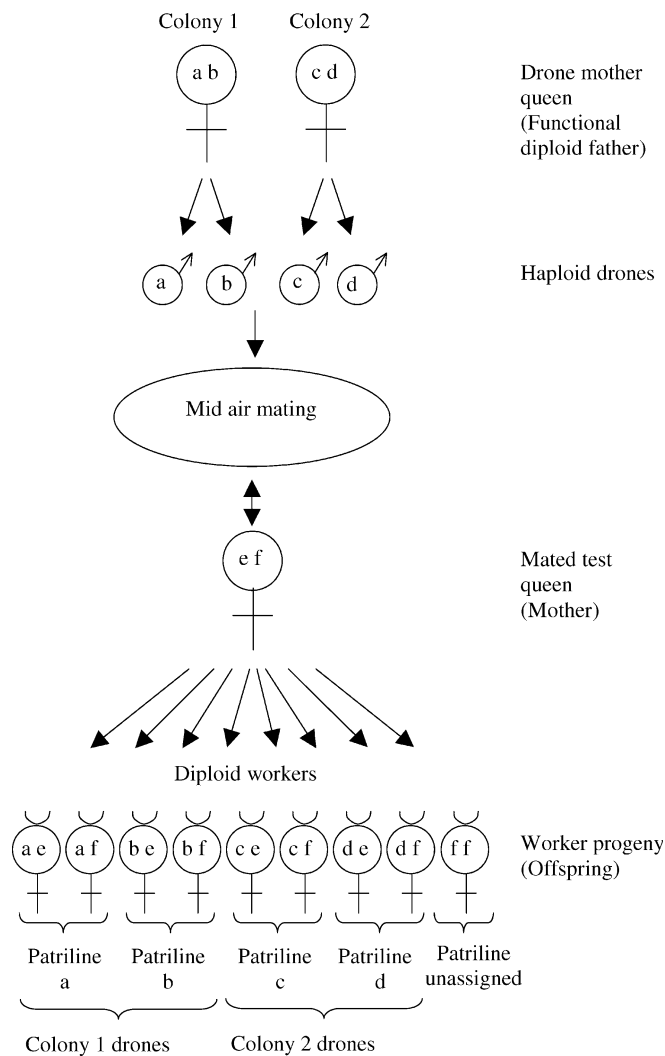 Colony 1
Colony 2
a b
c d
Drone mother
queen
(Functional
diploid father)
a
b
c
d
Haploid drones
Mid air mating
e f
Mated test
queen
(Mother)
Diploid workers
a e
a f
b e
b f
c e
c f
d e
d f
f f
Worker progeny
(Offspring)
Patriline
a
Patriline
b
Patriline
c
Patriline
d
Patriline
unassigned
Colony 1 drones
Colony 2 drones